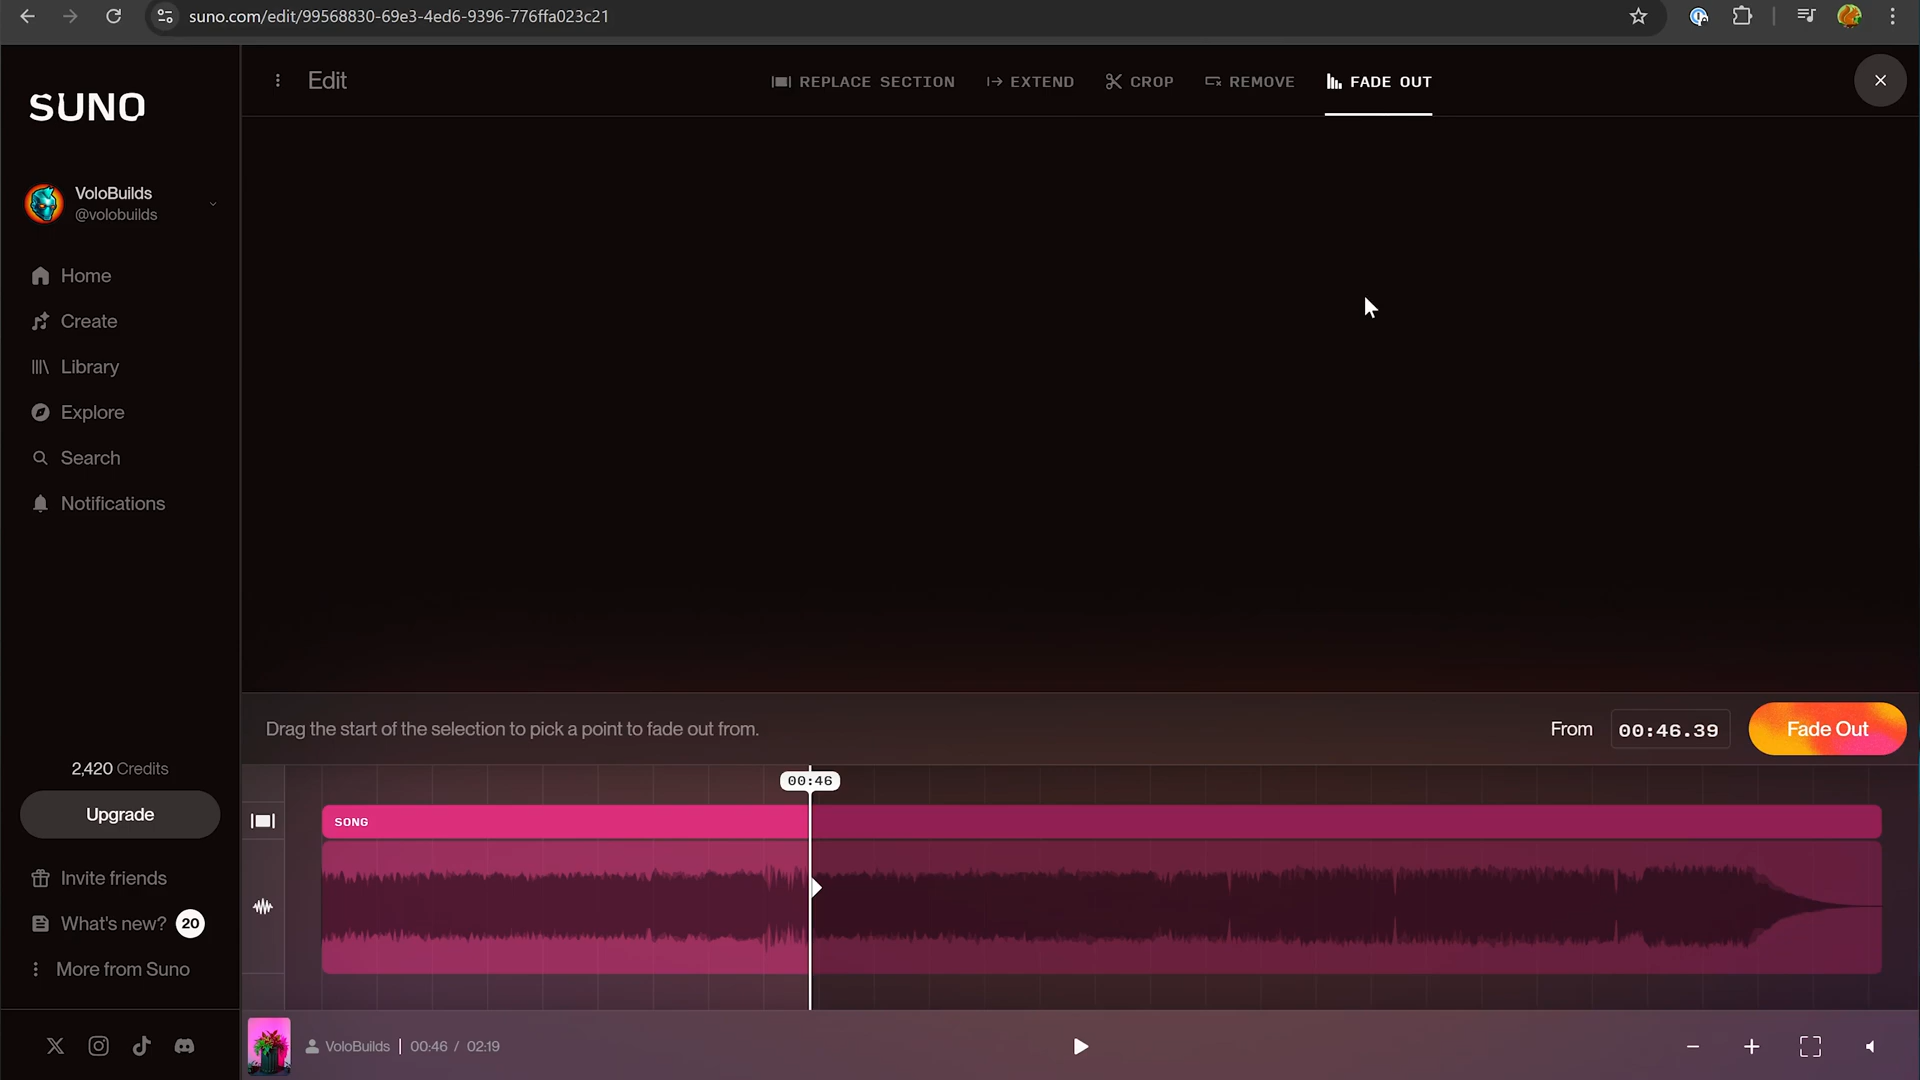 suno.com/edit/99568830-69e3-4ed6-9396-776ffa023c21
SUNO
VoloBuilds
@volobuilds
Home
Create
Library
Explore
Search
Notifications
2,420 Credits
Upgrade
Invite friends
What's new? 20
More from Suno
Edit
REPLACE SECTION
EXTEND
CROP
REMOVE
FADE OUT
Drag the start of the selection to pick a point to fade out from.
From 00:46.39
Fade Out
00:46
SONG
VoloBuilds | 00:46 / 02:19